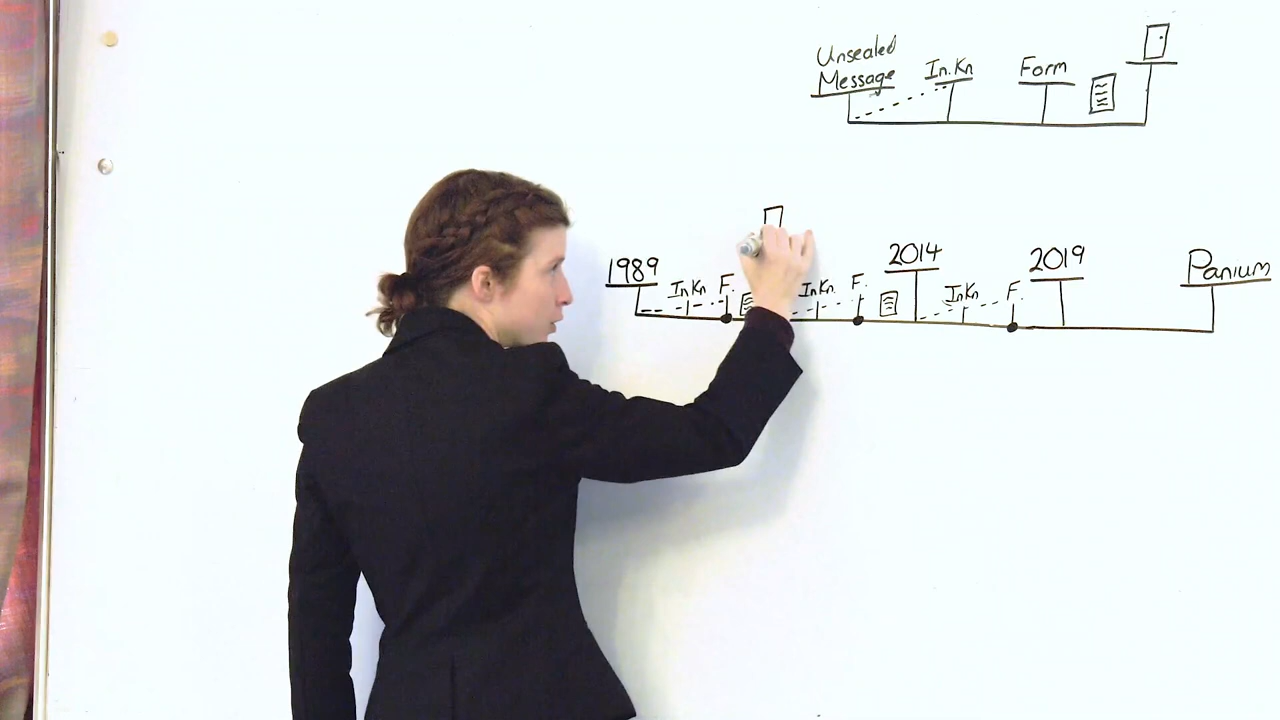 Unsealed
Message
In.Kn
Form
1989
InKn
F.
InKn.
F.
2014
InKn
F.
2019
Panium